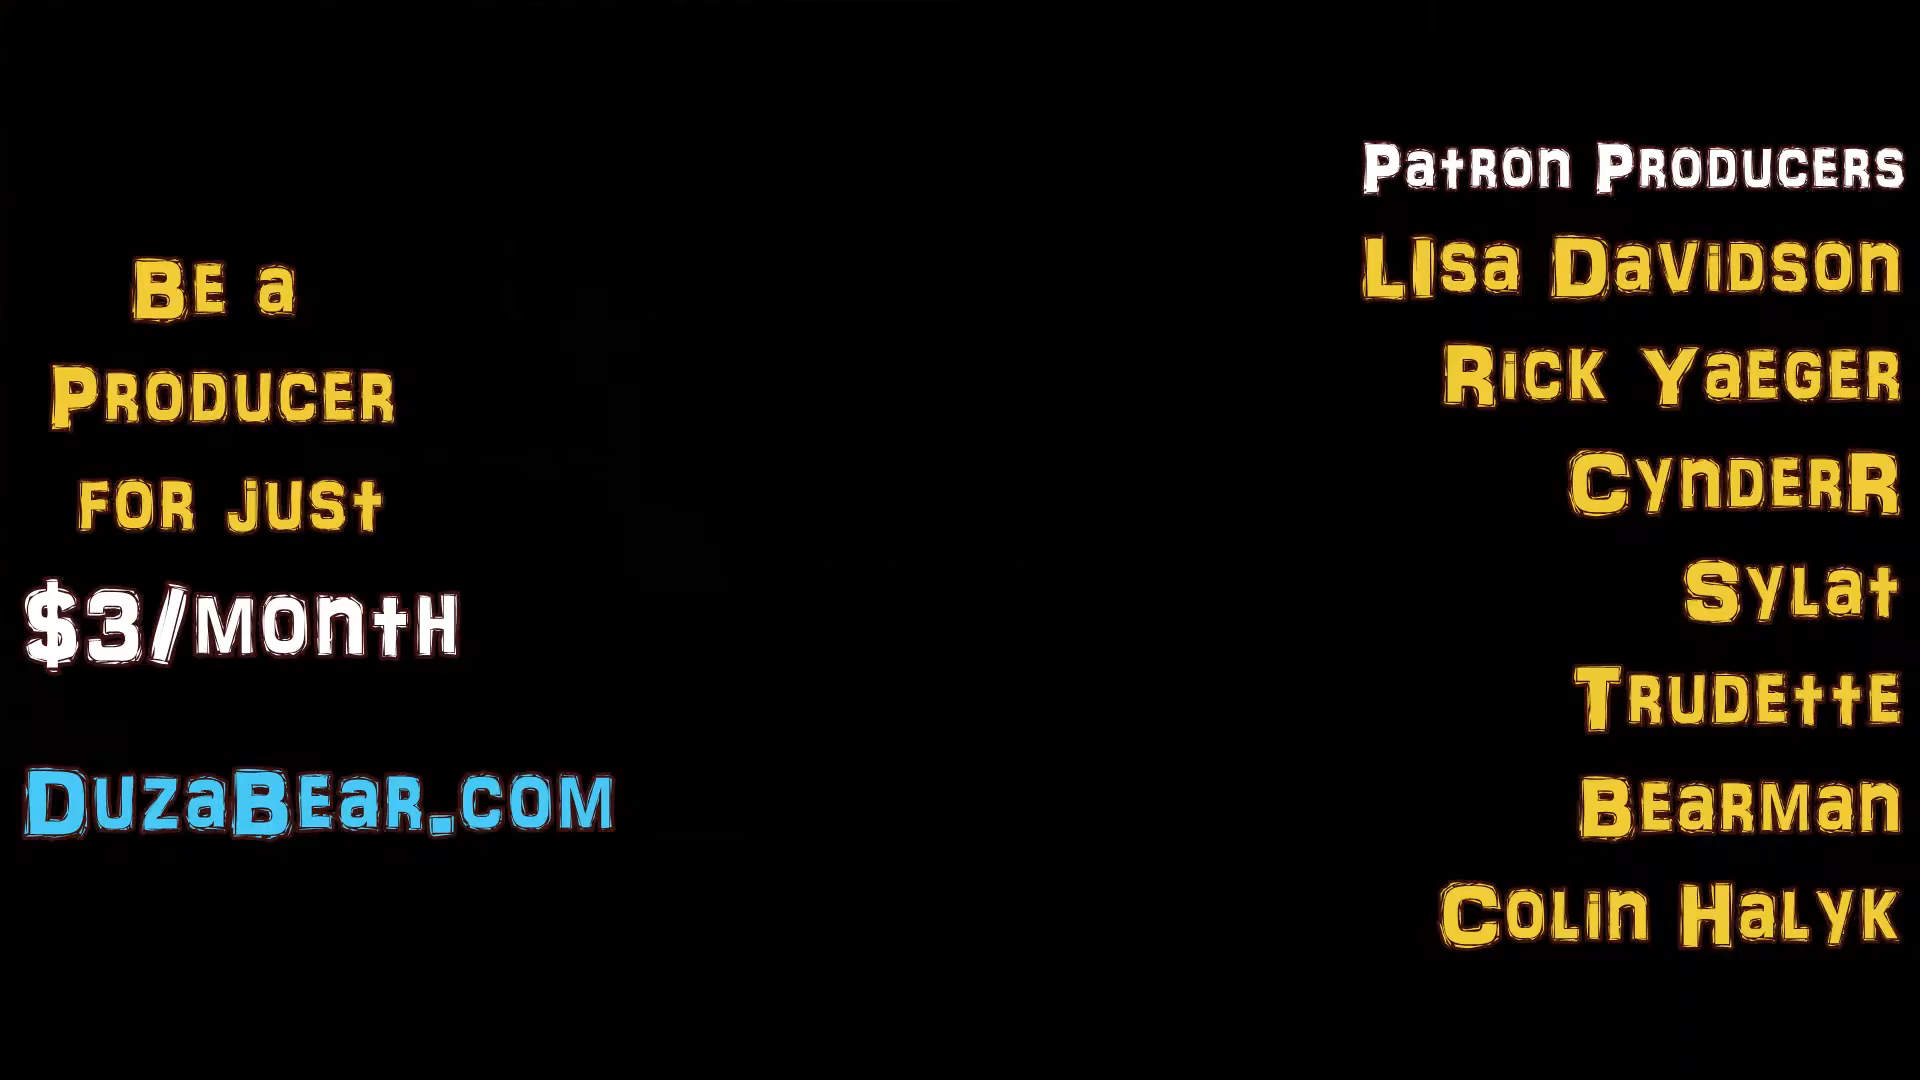 Be a
Producer
for just
$3/month
DuzaBear.com
Patron Producers
LIsa Davidson
Rick Yaeger
CynderR
Sylat
Trudette
Bearman
Colin Halyk